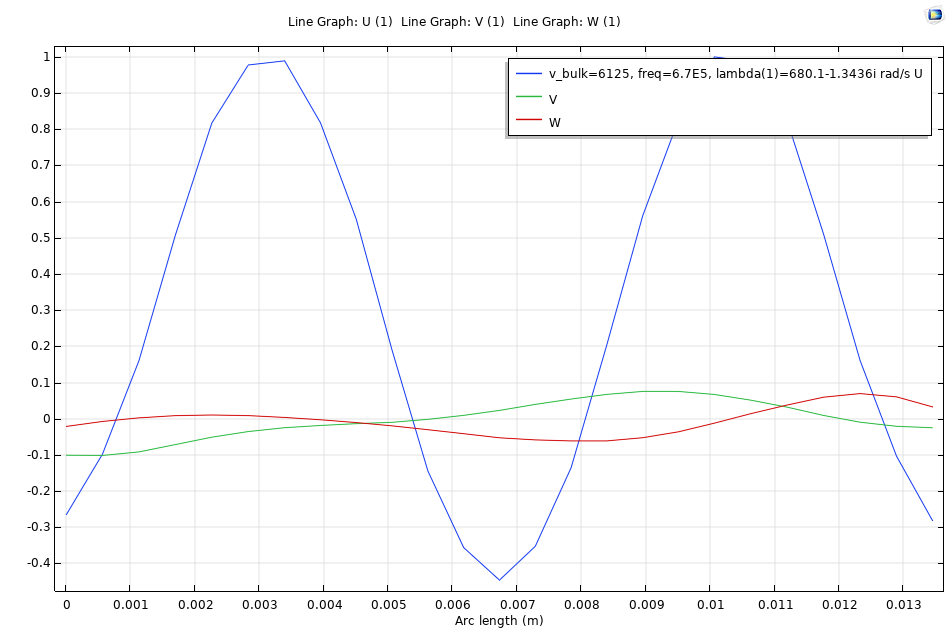 Line Graph: U (1)  Line Graph: V (1)  Line Graph: W (1)
v_bulk=6125, freq=6.7E5, lambda(1)=680.1-1.3436i rad/s U
V
W
1
0.9
0.8
0.7
0.6
0.5
0.4
0.3
0.2
0.1
0
-0.1
-0.2
-0.3
-0.4
0 0.001 0.002 0.003 0.004 0.005 0.006 0.007 0.008 0.009 0.01 0.011 0.012 0.013
Arc length (m)